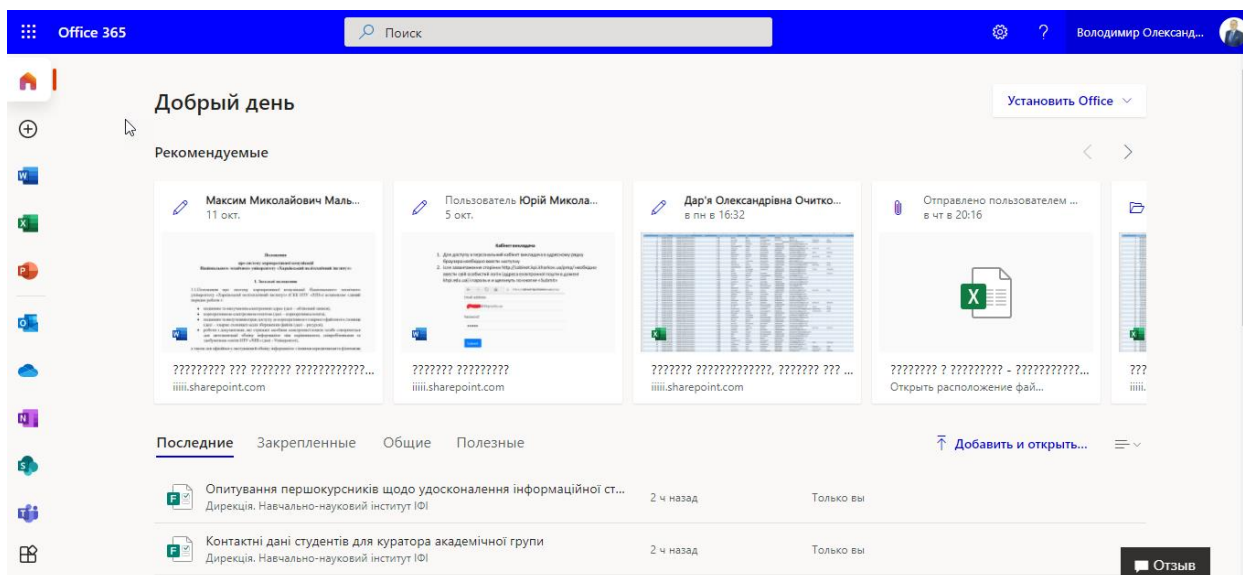 Office 365
Поиск
?
Володимир Олександ...
Добрый день
Установить Office
Рекомендуемые
Максим Миколайович Маль...
11 окт.
Пользователь Юрій Микола...
5 окт.
Дар'я Олександрівна Очитко...
в пн в 16:32
Отправлено пользователем ...
в чт в 20:16
Кабінет викладача
????????? ??? ??????? ????????????...
iiiii.sharepoint.com
??????? ?????????
iiiii.sharepoint.com
??????? ?????????????, ??????? ??? ...
iiiii.sharepoint.com
???????? ? ????????? - ???????????...
Открыть расположение фай...
???
iiiii.
Последние
Закрепленные
Общие
Полезные
Добавить и открыть...
Опитування першокурсників щодо удосконалення інформаційної ст...
2 ч назад
Только вы
Дирекція. Навчально-науковий інститут ІФІ
Контактні дані студентів для куратора академічної групи
2 ч назад
Только вы
Дирекція. Навчально-науковий інститут ІФІ
Отзыв